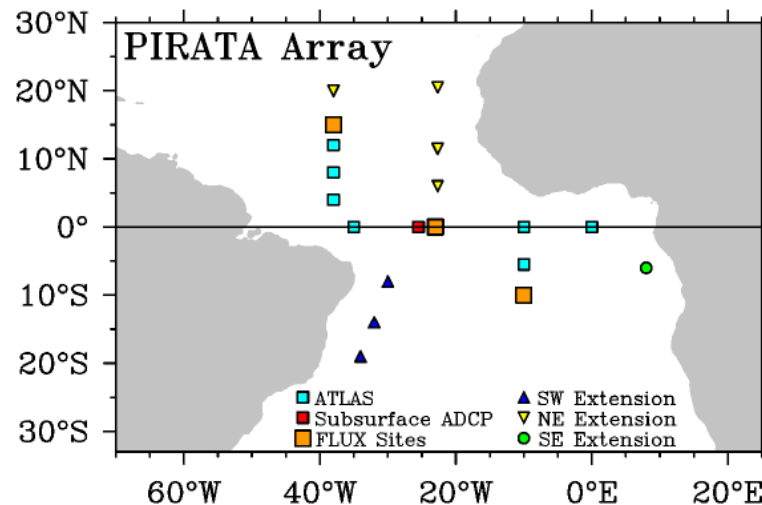 PIRATA Array
30°N
20°N
10°N
0°
10°S
20°S
30°S
ATLAS
Subsurface ADCP
FLUX Sites
SW Extension
NE Extension
SE Extension
60°W 40°W 20°W 0°E 20°E